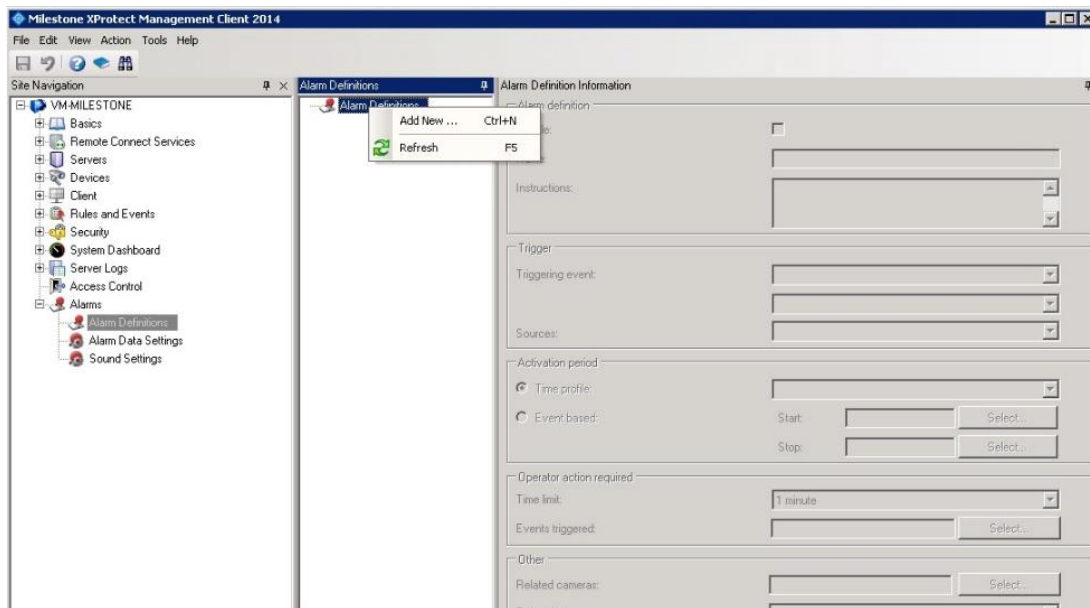 Milestone XProtect Management Client 2014
File Edit View Action Tools Help
Site Navigation
VM-MILESTONE
Basics
Remote Connect Services
Servers
Devices
Client
Rules and Events
Security
System Dashboard
Server Logs
Access Control
Alarms
Alarm Definitions
Alarm Data Settings
Sound Settings
Alarm Definitions
Alarm Definitions
Add New ... Ctrl+N
Refresh F5
Alarm Definition Information
Alarm definition
Instructions:
Trigger
Triggering event:
Sources:
Activation period
Time profile:
Event based: Start: Select...
Stop: Select...
Operator action required
Time limit: 1 minute
Events triggered: Select...
Other
Related cameras: Select...